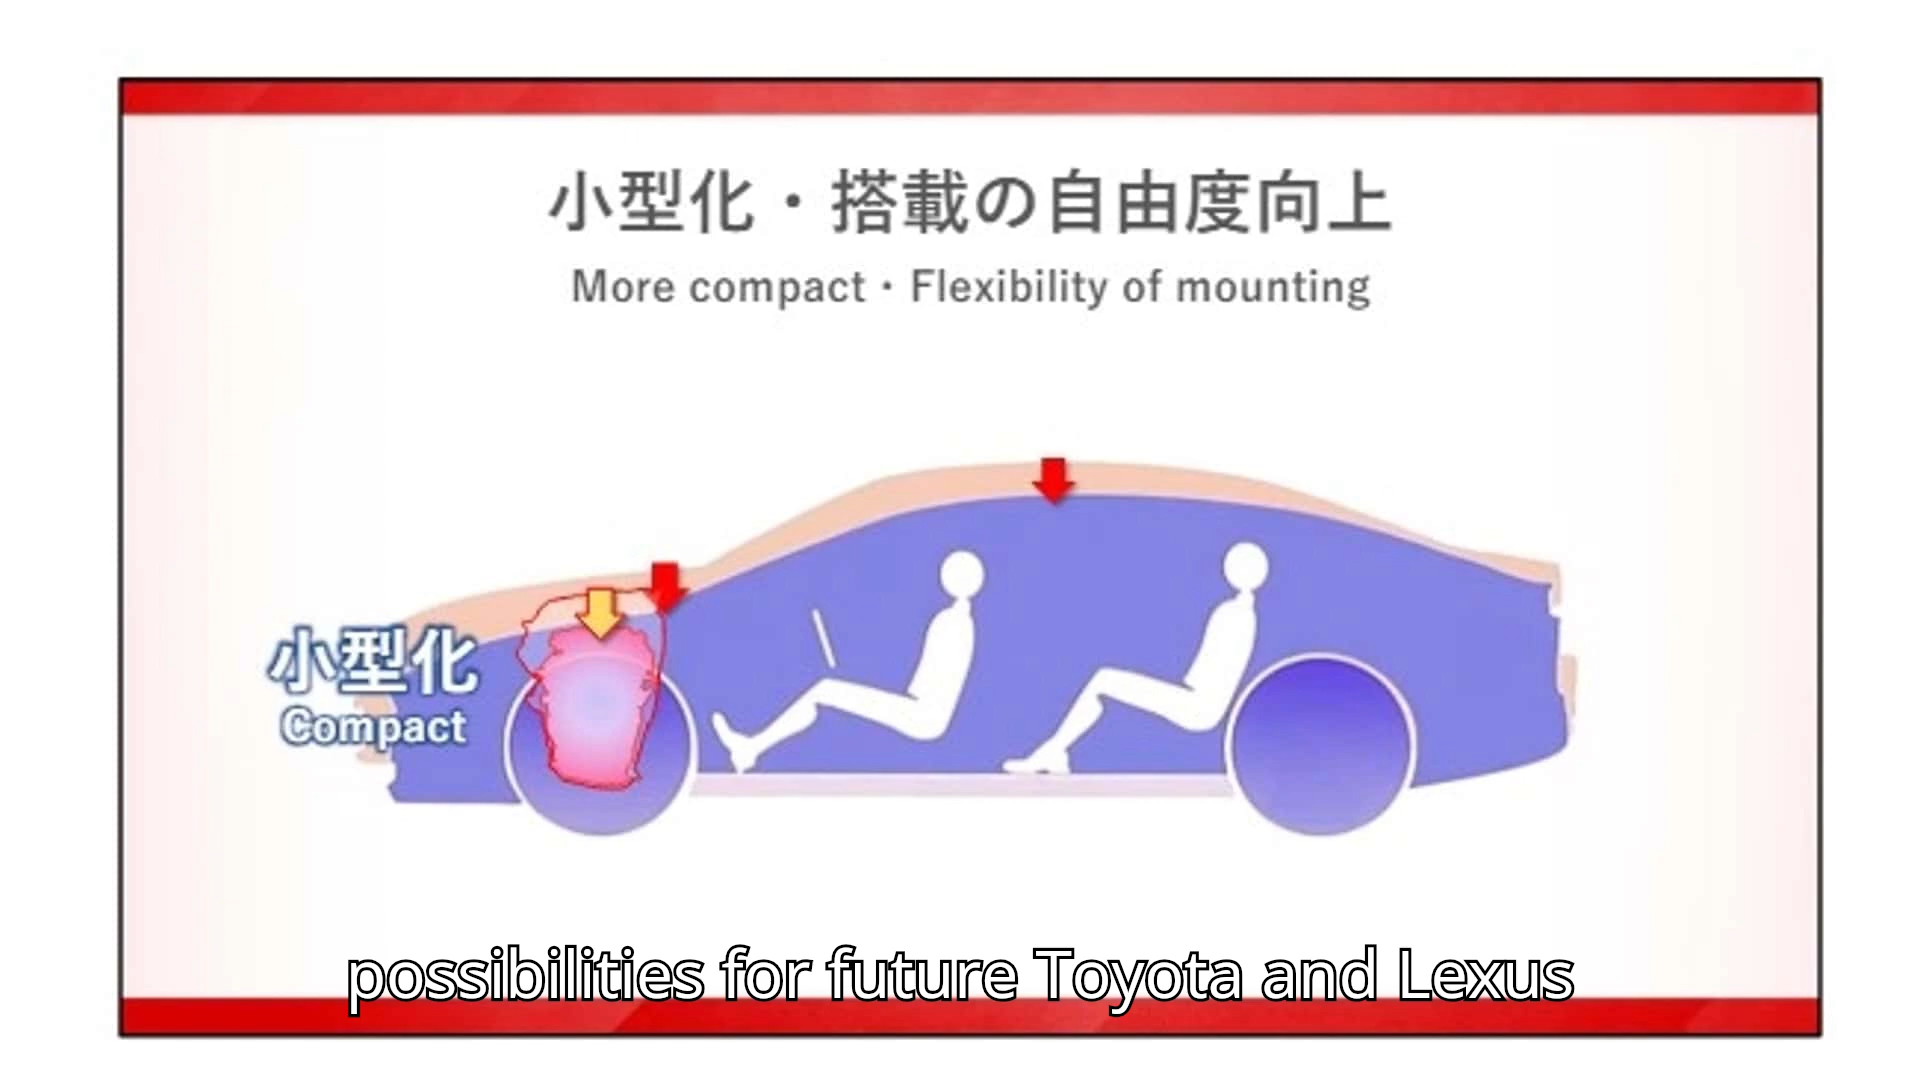 小型化・搭載の自由度向上
More compact・Flexibility of mounting
小型化
Compact
possibilities for future Toyota and Lexus